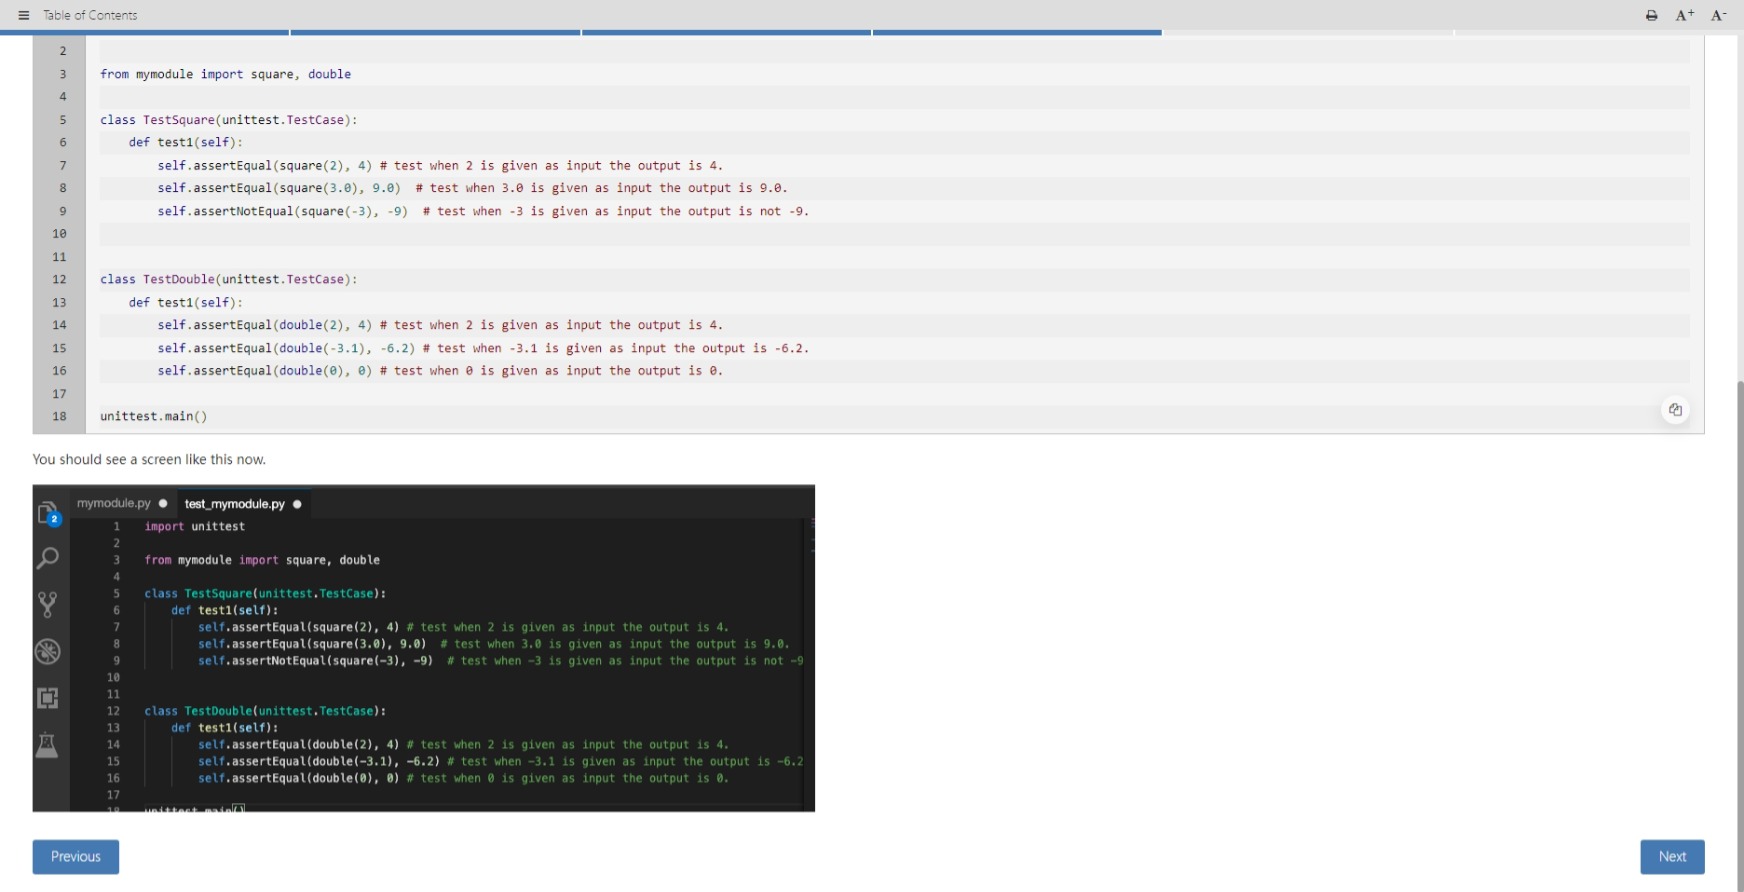 Table of Contents
A+ A-
2
3 from mymodule import square, double
4
5 class TestSquare(unittest.TestCase):
6 def test1(self):
7 self.assertEqual(square(2), 4) # test when 2 is given as input the output is 4.
8 self.assertEqual(square(3.0), 9.0)  # test when 3.0 is given as input the output is 9.0.
9 self.assertNotEqual(square(-3), -9)  # test when -3 is given as input the output is not -9.
10
11
12 class TestDouble(unittest.TestCase):
13 def test1(self):
14 self.assertEqual(double(2), 4) # test when 2 is given as input the output is 4.
15 self.assertEqual(double(-3.1), -6.2) # test when -3.1 is given as input the output is -6.2.
16 self.assertEqual(double(0), 0) # test when 0 is given as input the output is 0.
17
18 unittest.main()
You should see a screen like this now.
mymodule.py ● test_mymodule.py ●
2
1 import unittest
2
3 from mymodule import square, double
4
5 class TestSquare(unittest.TestCase):
6 def test1(self):
7 self.assertEqual(square(2), 4) # test when 2 is given as input the output is 4.
8 self.assertEqual(square(3.0), 9.0)  # test when 3.0 is given as input the output is 9.0.
9 self.assertNotEqual(square(-3), -9)  # test when -3 is given as input the output is not -9
10
11
12 class TestDouble(unittest.TestCase):
13 def test1(self):
14 self.assertEqual(double(2), 4) # test when 2 is given as input the output is 4.
15 self.assertEqual(double(-3.1), -6.2) # test when -3.1 is given as input the output is -6.2
16 self.assertEqual(double(0), 0) # test when 0 is given as input the output is 0.
17
18 unittest.main()
Previous
Next